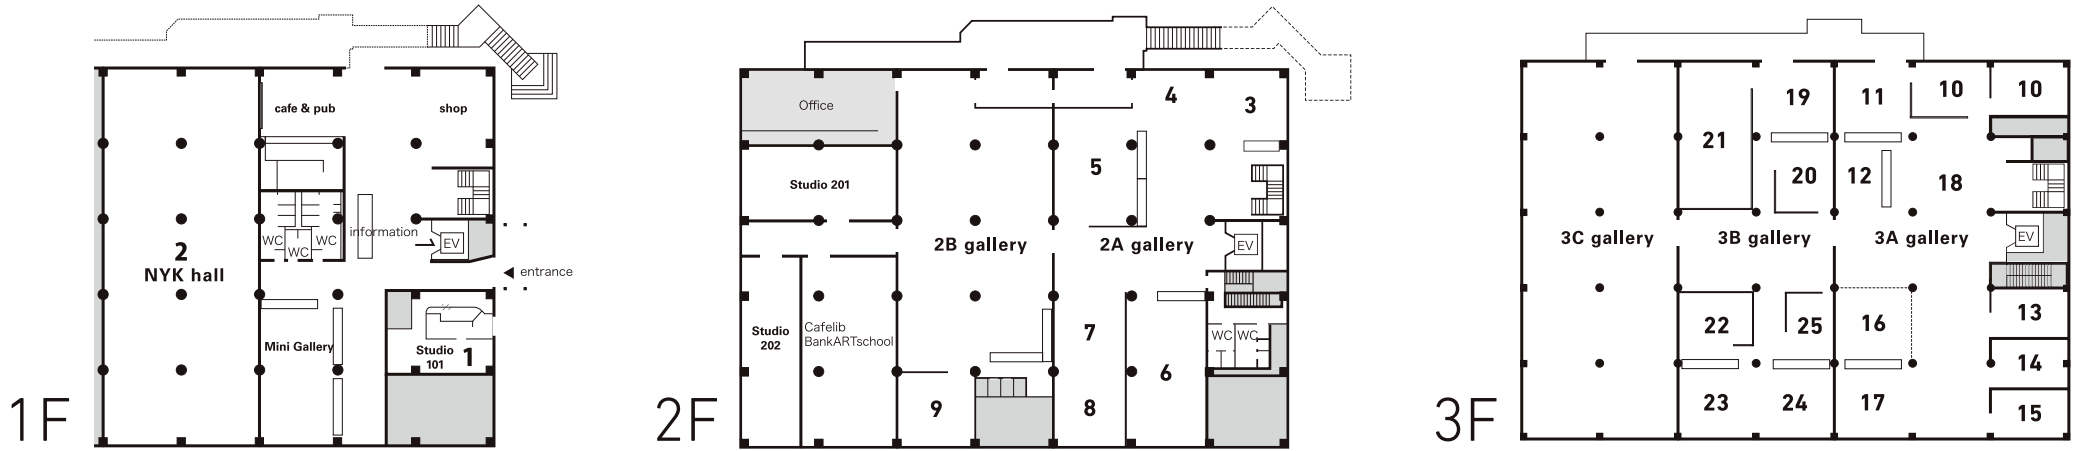 1F
cafe & pub
shop
WC
WC
WC
information
EV
2
NYK hall
entrance
Mini Gallery
Studio
101
1
2F
Office
4
3
5
Studio 201
2B gallery
2A gallery
EV
Studio
202
Cafelib
BankARTschool
7
WC
WC
6
9
8
3F
19
11
10
10
21
20
12
18
3C gallery
3B gallery
3A gallery
EV
22
25
16
13
14
23
24
17
15